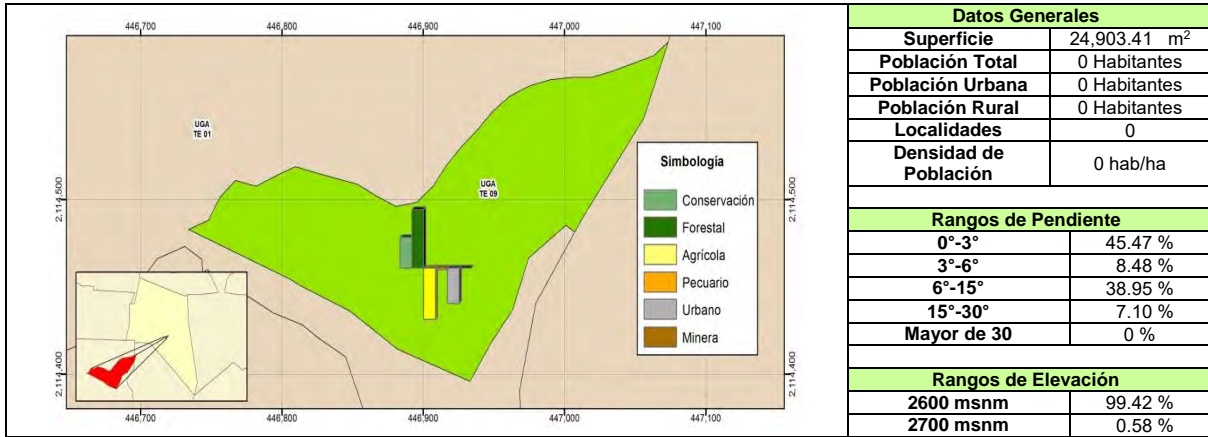 446,700 446,800 446,900 447,000 447,100
UGA
TE 01
UGA
TE 09
2,114,500 2,114,500
2,114,400 2,114,400
Simbología
Conservación
Forestal
Agrícola
Pecuario
Urbano
Minera
446,700 446,800 446,900 447,000 447,100
Datos Generales
Superficie 24,903.41 m2
Población Total 0 Habitantes
Población Urbana 0 Habitantes
Población Rural 0 Habitantes
Localidades 0
Densidad de
Población 0 hab/ha
Rangos de Pendiente
0°-3° 45.47 %
3°-6° 8.48 %
6°-15° 38.95 %
15°-30° 7.10 %
Mayor de 30 0 %
Rangos de Elevación
2600 msnm 99.42 %
2700 msnm 0.58 %